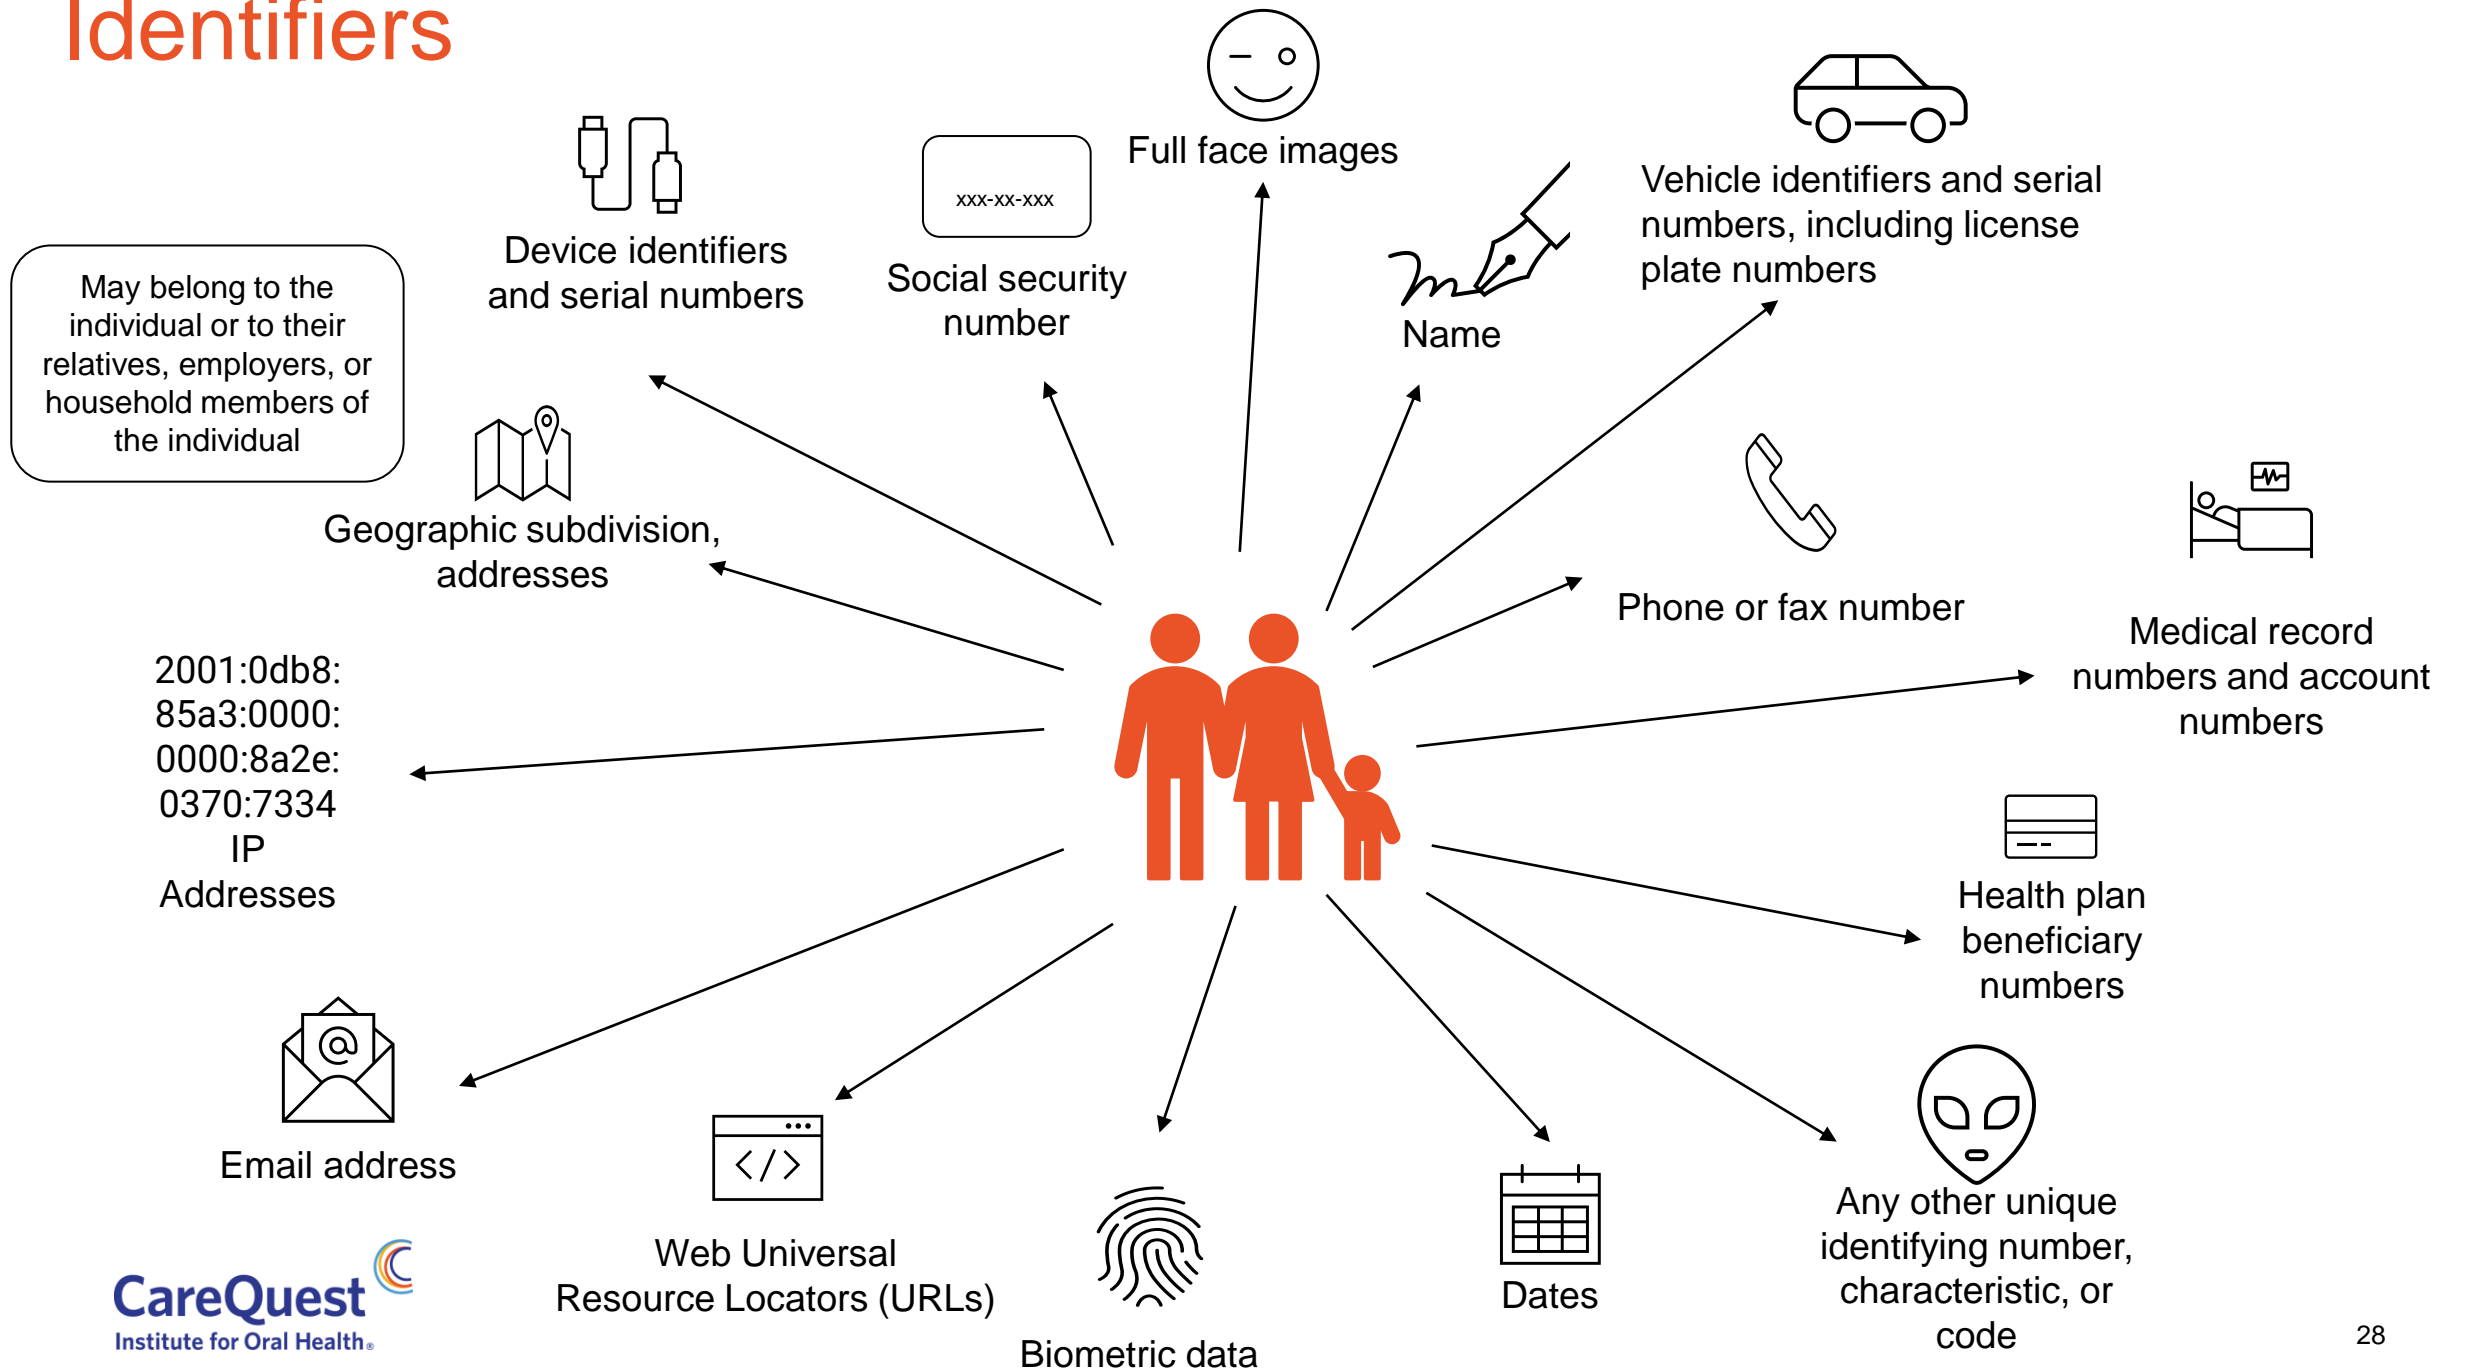 Identifiers
Full face images
xxx-xx-xxx
Vehicle identifiers and serial
numbers, including license
plate numbers
Device identifiers
and serial numbers
Social security
number
Name
May belong to the
individual or to their
relatives, employers, or
household members of
the individual
Geographic subdivision,
addresses
Phone or fax number
Medical record
numbers and account
numbers
2001:0db8:
85a3:0000:
0000:8a2e:
0370:7334
IP
Addresses
Health plan
beneficiary
numbers
@
Email address
</>
Web Universal
Resource Locators (URLs)
Biometric data
Dates
Any other unique
identifying number,
characteristic, or
code
CareQuest
Institute for Oral Health®
28